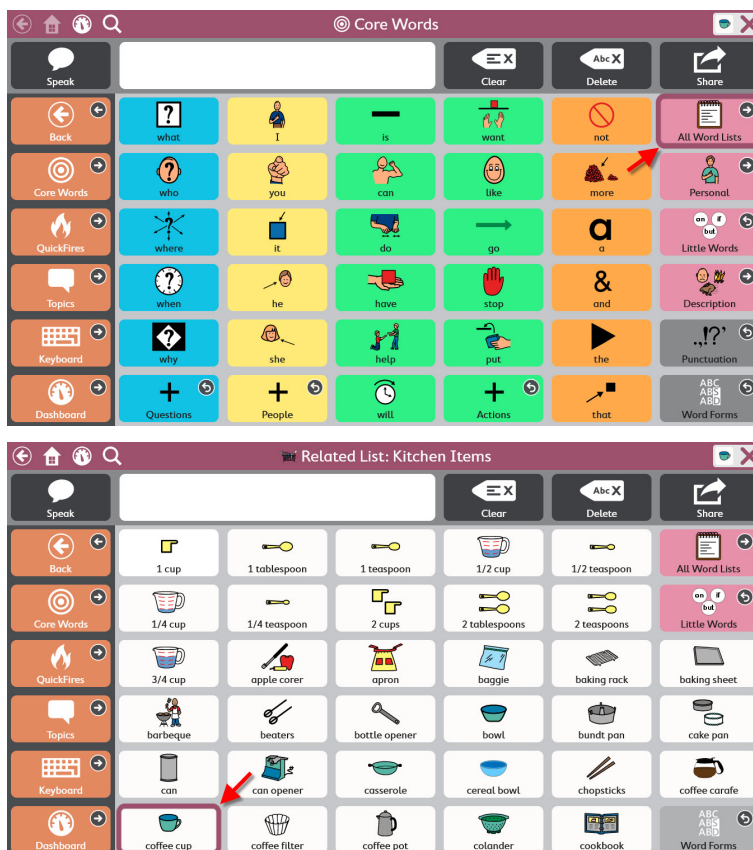 Core Words
Speak
Clear
Abc
Delete
Share
Back
what
I
is
want
not
All Word Lists
Core Words
who
you
can
like
more
Personal
QuickFires
where
it
do
go
a
a
on if
but
Little Words
Topics
when
he
have
stop
&
and
Description
Keyboard
why
she
help
put
the
.,!?’
Punctuation
Dashboard
Questions
People
will
Actions
that
ABC
ABS
ABD
Word Forms
Related List: Kitchen Items
Speak
Clear
Abc
Delete
Share
Back
1 cup
1 tablespoon
1 teaspoon
1/2 cup
1/2 teaspoon
All Word Lists
Core Words
1/4 cup
1/4 teaspoon
2 cups
2 tablespoons
2 teaspoons
on if
but
Little Words
QuickFires
3/4 cup
apple corer
apron
baggie
baking rack
baking sheet
Topics
barbeque
beaters
bottle opener
bowl
bundt pan
cake pan
Keyboard
can
can opener
casserole
cereal bowl
chopsticks
coffee carafe
Dashboard
coffee cup
coffee filter
coffee pot
colander
cookbook
ABC
ABS
ABD
Word Forms